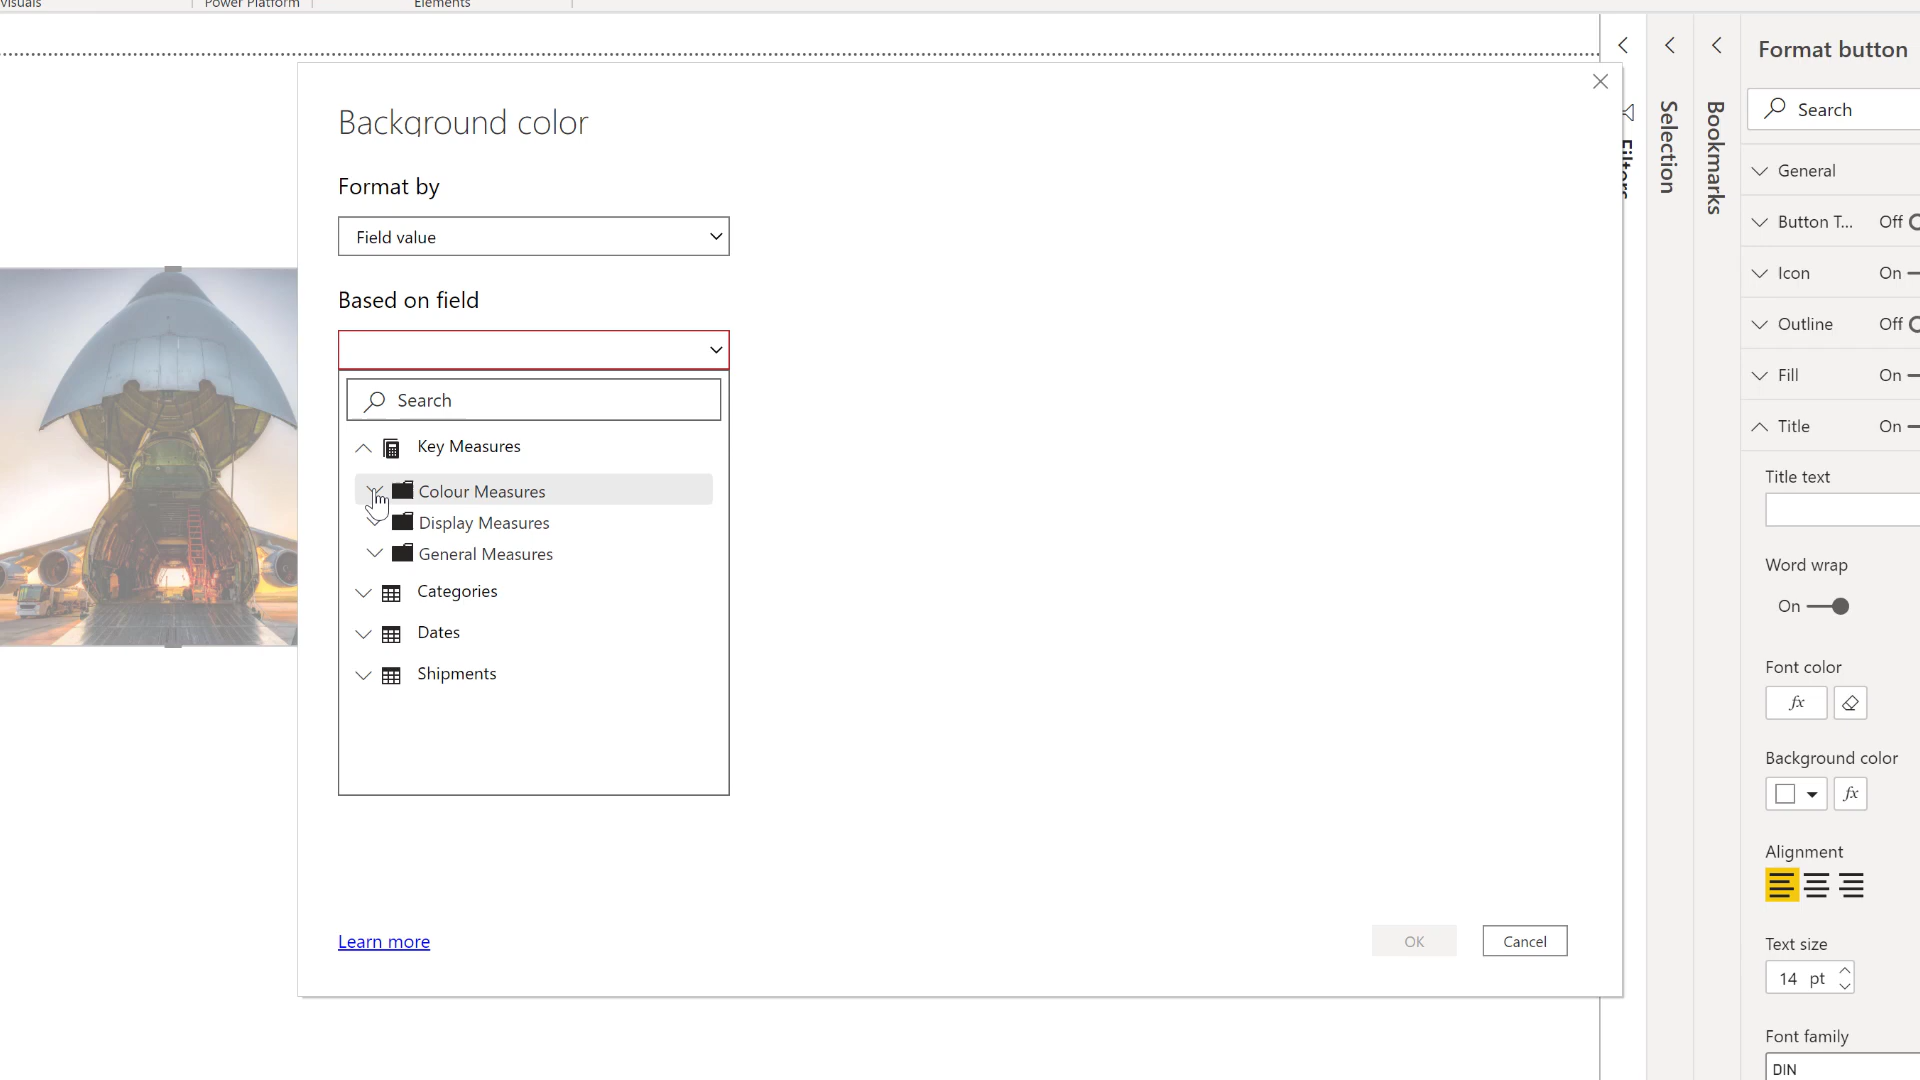 visuals
Power Platform
Elements
Background color
Format by
Field value
Based on field
Search
Key Measures
Colour Measures
Display Measures
General Measures
Categories
Dates
Shipments
Learn more
OK
Cancel
Filters
Selection
Bookmarks
Format button
Search
General
Button T... Off
Icon On
Outline Off
Fill On
Title On
Title text
Word wrap
On
Font color
fx
Background color
fx
Alignment
Text size
14 pt
Font family
DIN